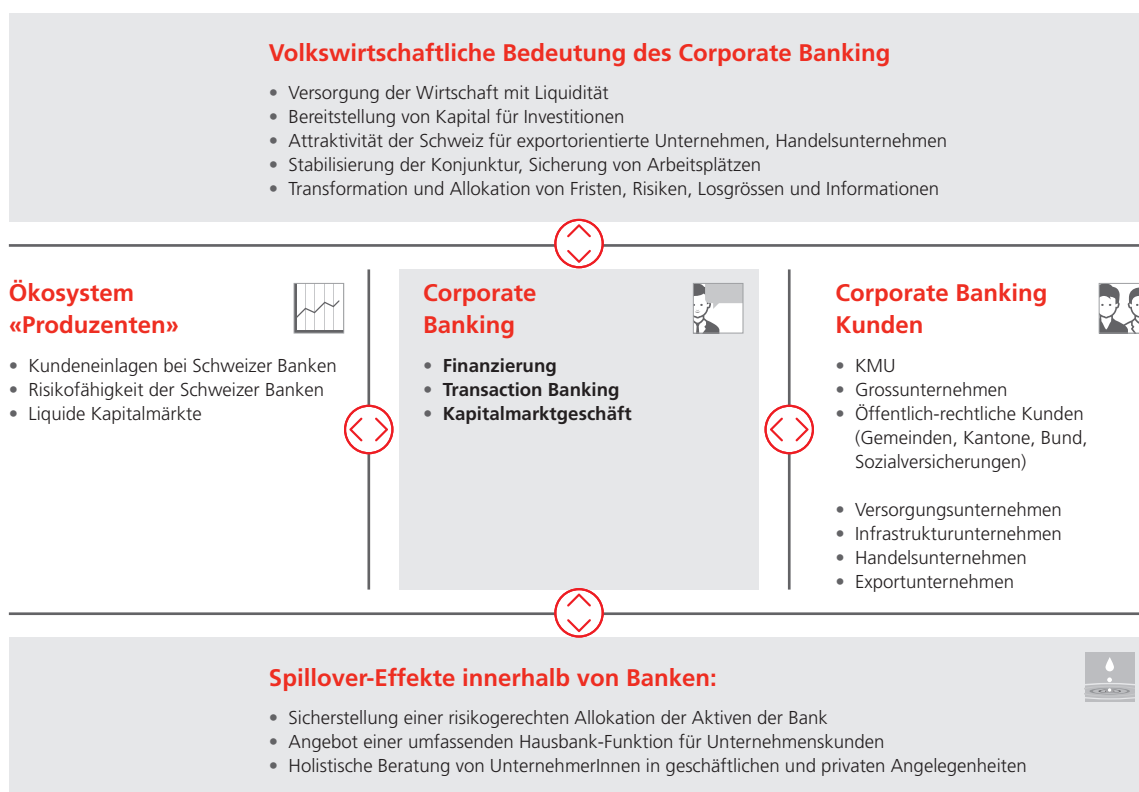 Volkswirtschaftliche Bedeutung des Corporate Banking
• Versorgung der Wirtschaft mit Liquidität
• Bereitstellung von Kapital für Investitionen
• Attraktivität der Schweiz für exportorientierte Unternehmen, Handelsunternehmen
• Stabilisierung der Konjunktur, Sicherung von Arbeitsplätzen
• Transformation und Allokation von Fristen, Risiken, Losgrössen und Informationen
Ökosystem
«Produzenten»
• Kundeneinlagen bei Schweizer Banken
• Risikofähigkeit der Schweizer Banken
• Liquide Kapitalmärkte
Corporate
Banking
• Finanzierung
• Transaction Banking
• Kapitalmarktgeschäft
Corporate Banking
Kunden
• KMU
• Grossunternehmen
• Öffentlich-rechtliche Kunden
(Gemeinden, Kantone, Bund,
Sozialversicherungen)
• Versorgungsunternehmen
• Infrastrukturunternehmen
• Handelsunternehmen
• Exportunternehmen
Spillover-Effekte innerhalb von Banken:
• Sicherstellung einer risikogerechten Allokation der Aktiven der Bank
• Angebot einer umfassenden Hausbank-Funktion für Unternehmenskunden
• Holistische Beratung von UnternehmerInnen in geschäftlichen und privaten Angelegenheiten